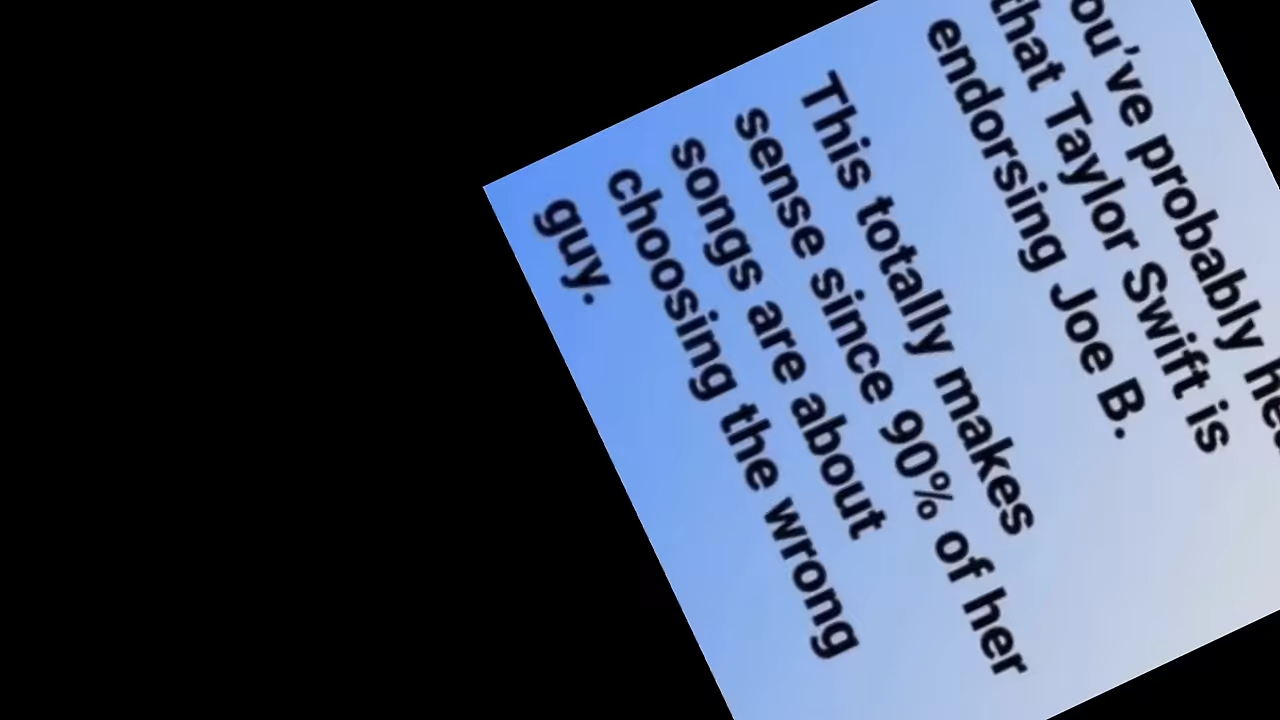 ou've probably hea
that Taylor Swift is
endorsing Joe B.
This totally makes
sense since 90% of her
songs are about
choosing the wrong
guy.